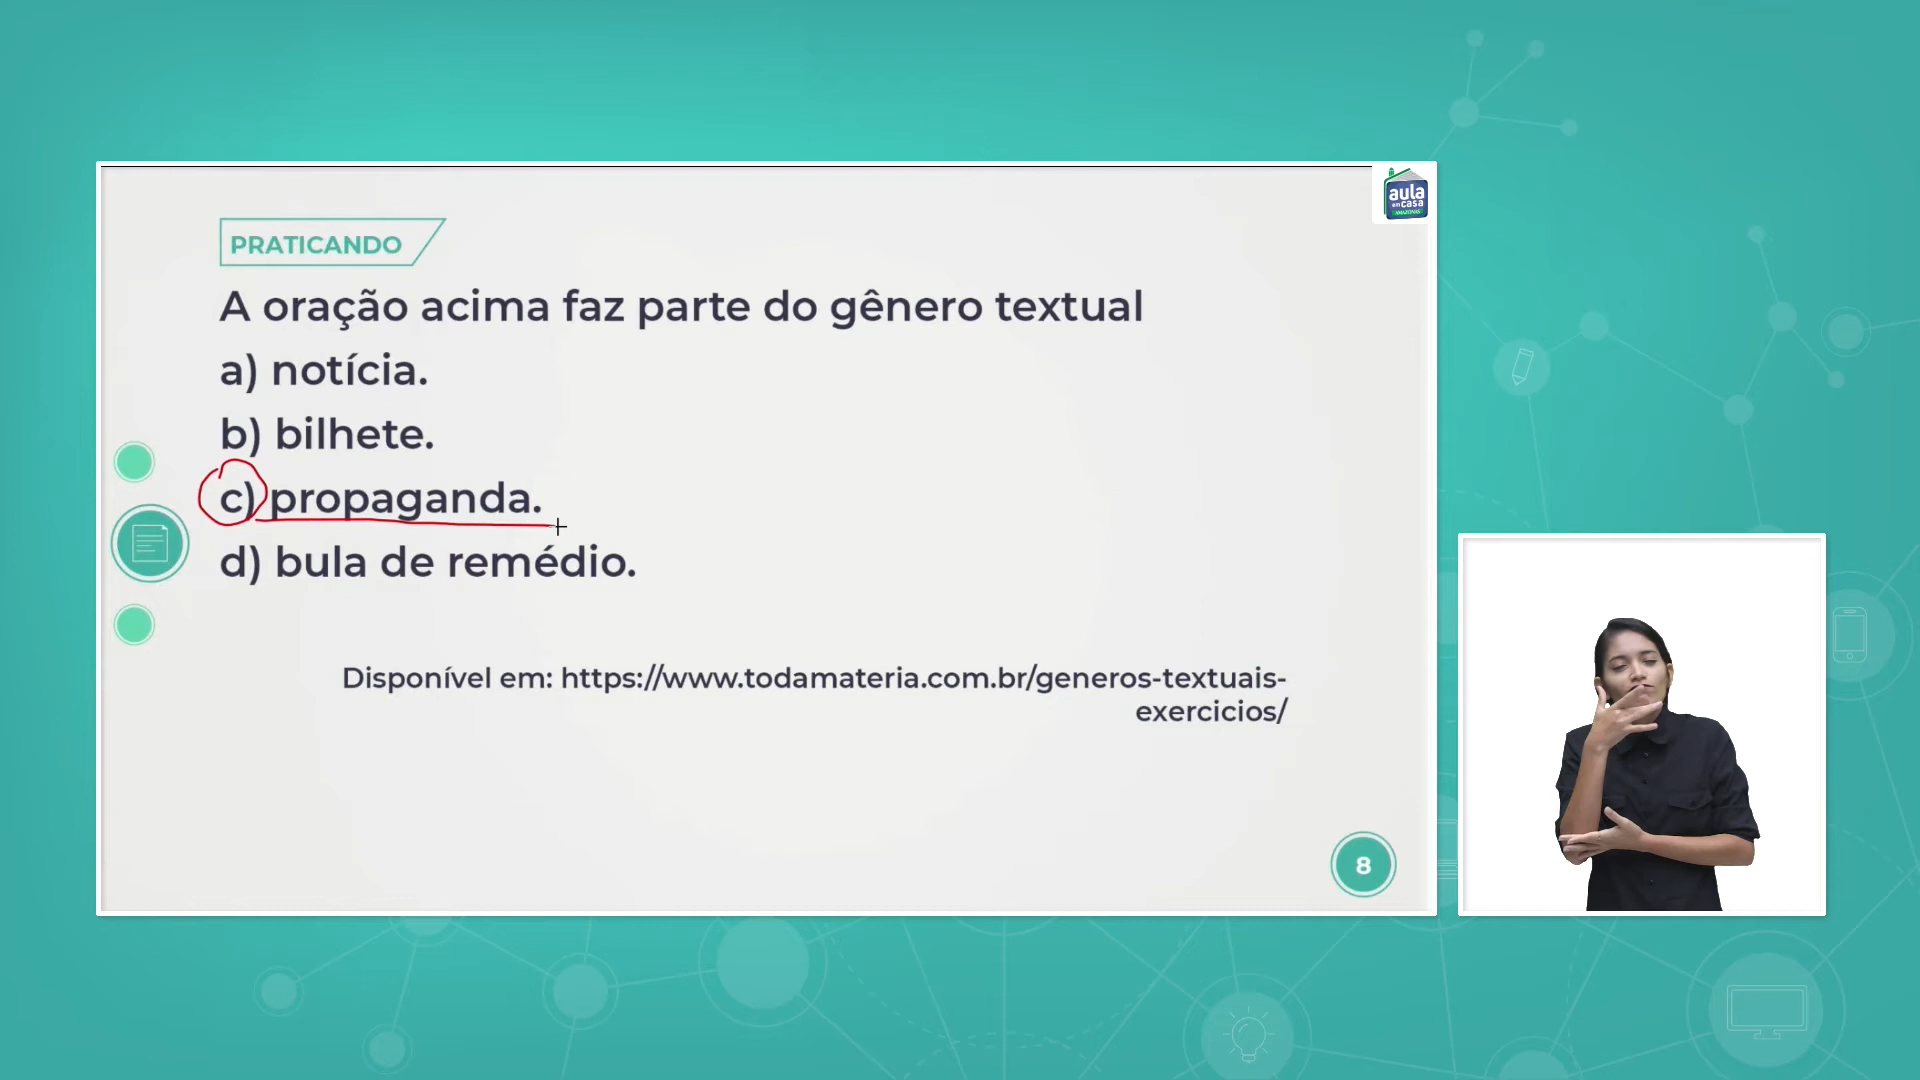 aula
em casa
AMAZONAS
PRATICANDO
A oração acima faz parte do gênero textual
a) notícia.
b) bilhete.
c) propaganda.
d) bula de remédio.
Disponível em: https://www.todamateria.com.br/generos-textuais-
exercicios/
8